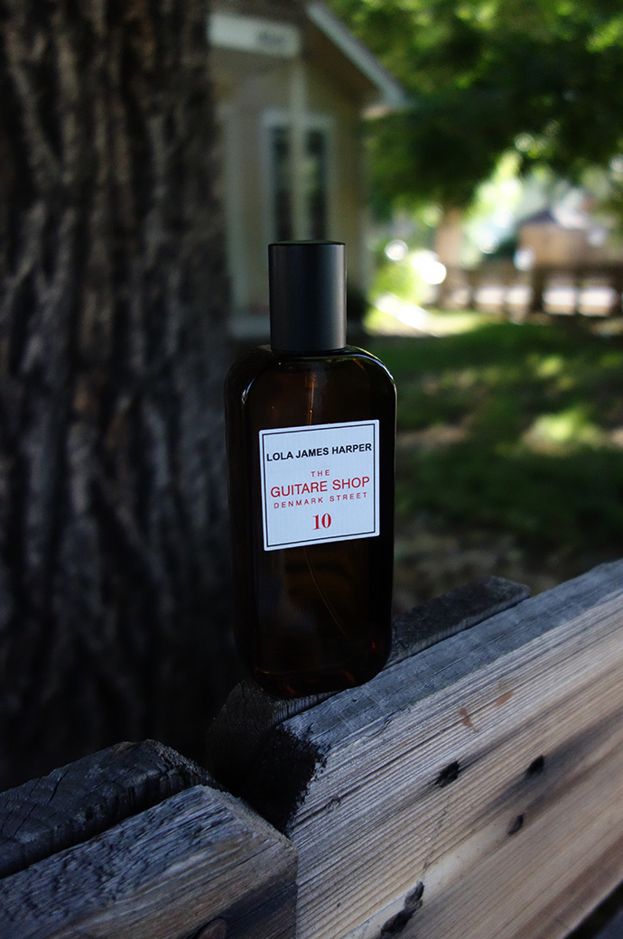 LOLA JAMES HARPER
THE
GUITARE SHOP
DENMARK STREET
10